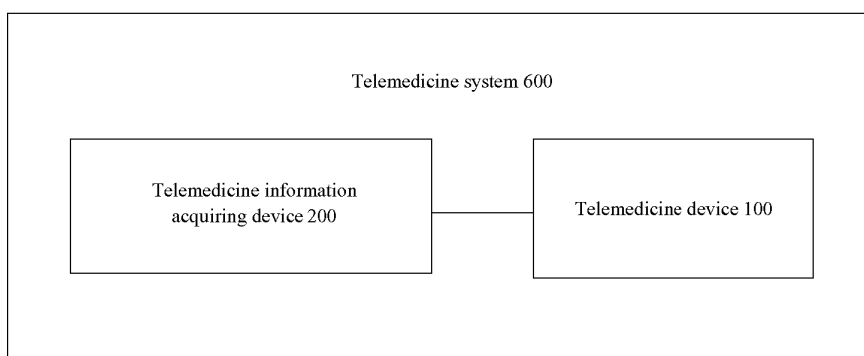 Telemedicine system 600
Telemedicine information
acquiring device 200
Telemedicine device 100